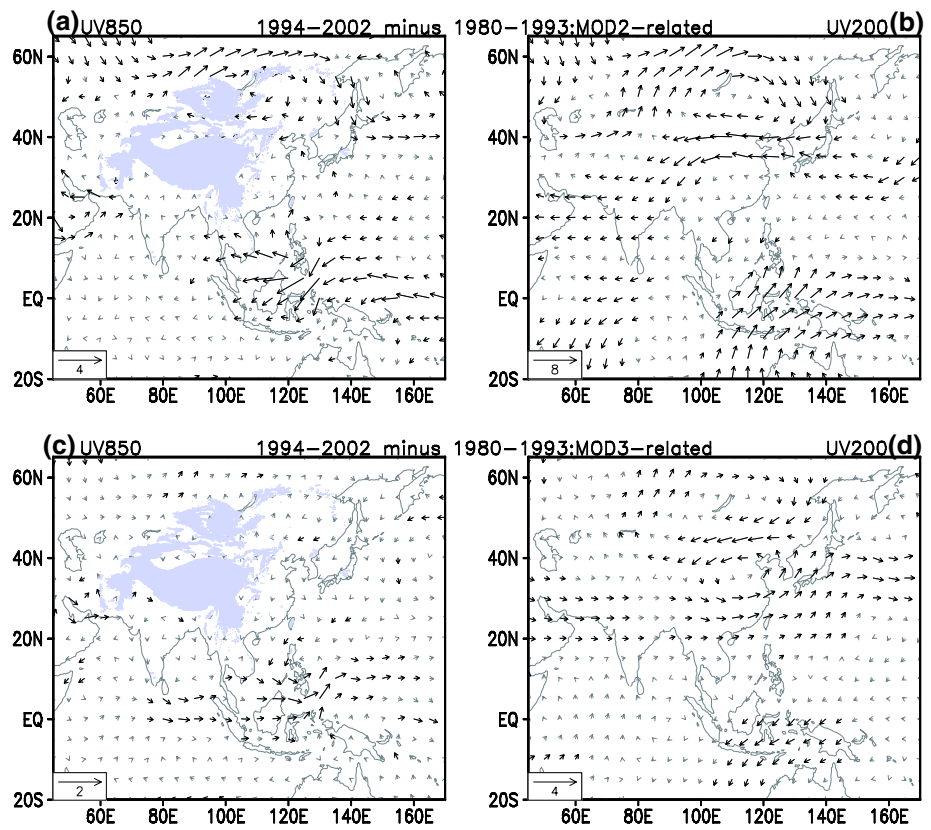 (a) UV850 1994-2002 minus 1980-1993:MOD2-related UV200 (b)
60N 60N
40N 40N
20N 20N
EQ EQ
4 8
20S 20S
60E 80E 100E 120E 140E 160E 60E 80E 100E 120E 140E 160E
(c) UV850 1994-2002 minus 1980-1993:MOD3-related UV200 (d)
60N 60N
40N 40N
20N 20N
EQ EQ
2 4
20S 20S
60E 80E 100E 120E 140E 160E 60E 80E 100E 120E 140E 160E